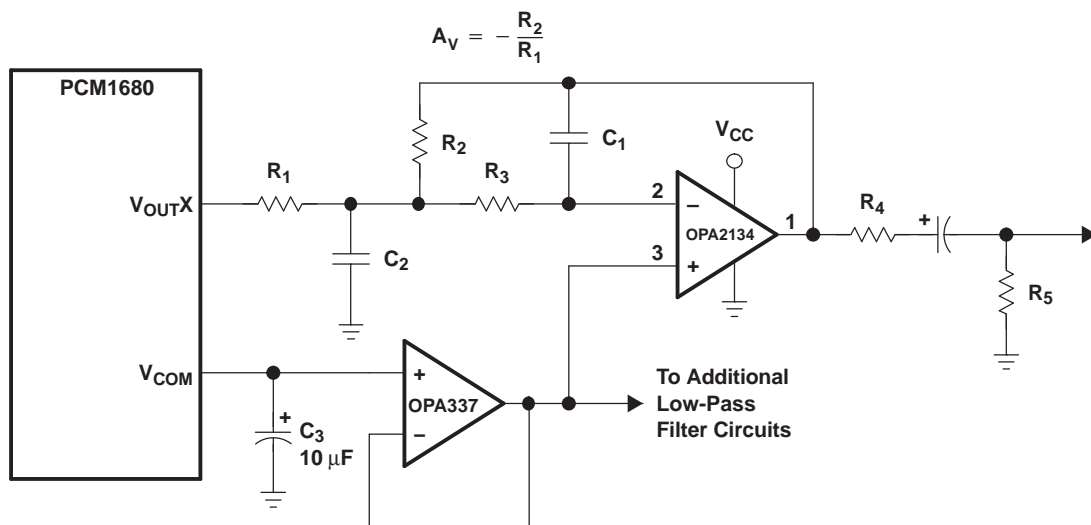 A_V = - R_2 / R_1
PCM1680
V_CC
R_2
C_1
R_1
R_3
V_OUTX
2
−
OPA2134
1
R_4
+
3
+
C_2
R_5
V_COM
+
OPA337
−
To Additional
Low-Pass
Filter Circuits
+
C_3
10 μF